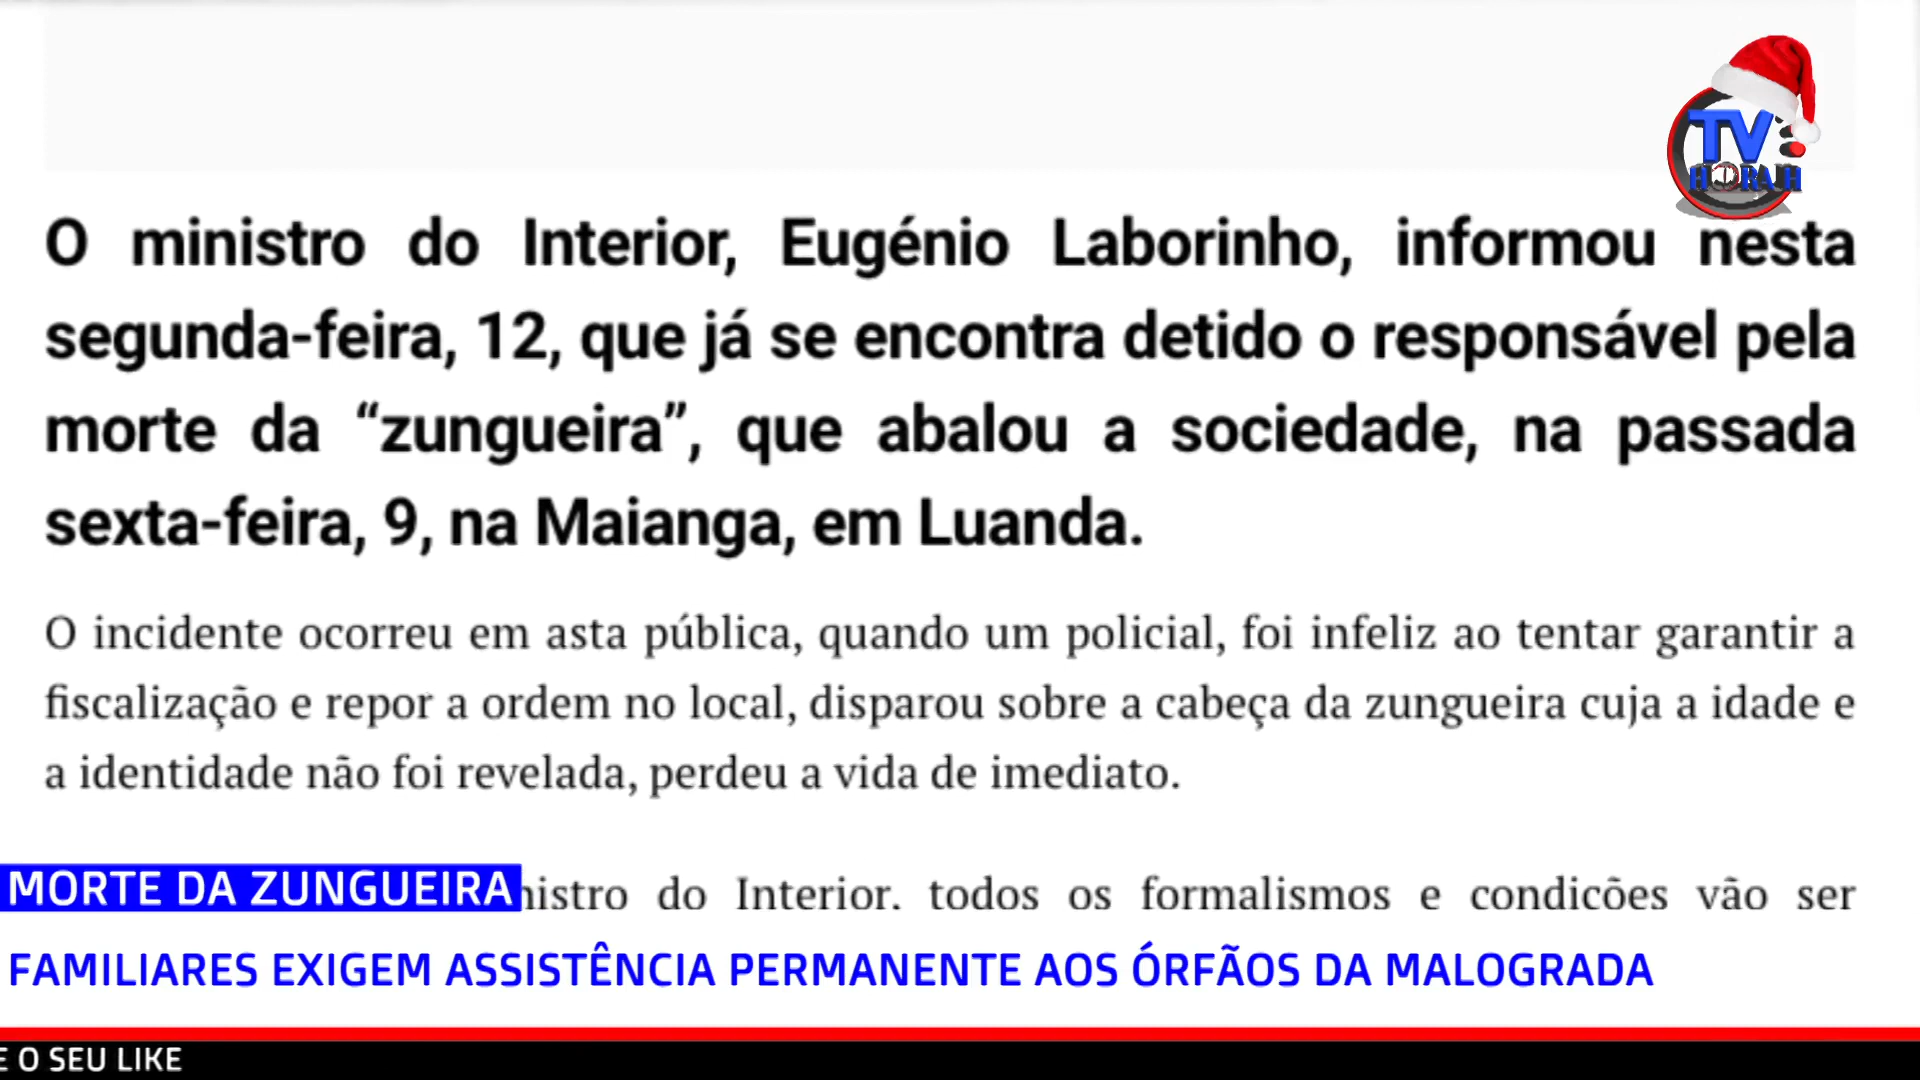 TV
HORA H
O ministro do Interior, Eugénio Laborinho, informou nesta
segunda-feira, 12, que já se encontra detido o responsável pela
morte da “zungueira”, que abalou a sociedade, na passada
sexta-feira, 9, na Maianga, em Luanda.
O incidente ocorreu em asta pública, quando um policial, foi infeliz ao tentar garantir a
fiscalização e repor a ordem no local, disparou sobre a cabeça da zungueira cuja a idade e
a identidade não foi revelada, perdeu a vida de imediato.
MORTE DA ZUNGUEIRA
do Interior. todos os formalismos e condições vão ser
FAMILIARES EXIGEM ASSISTÊNCIA PERMANENTE AOS ÓRFÃOS DA MALOGRADA
O SEU LIKE